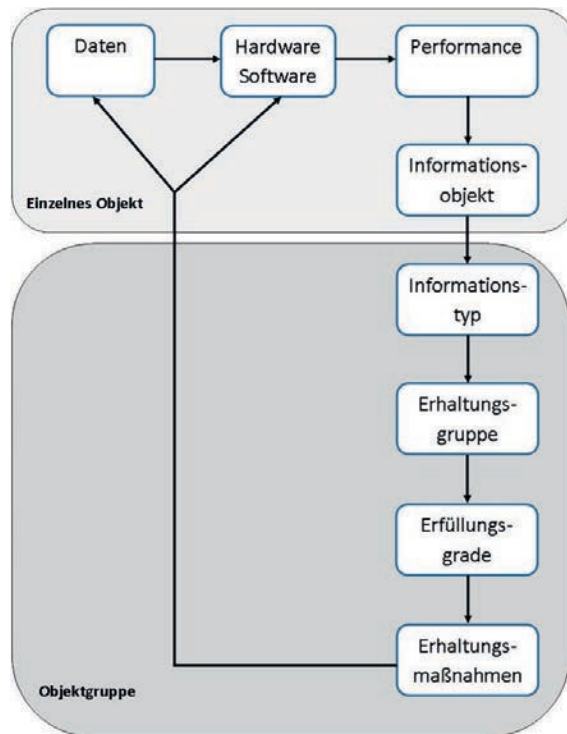 Daten
Hardware
Software
Performance
Informations-
objekt
Einzelnes Objekt
Informations-
typ
Erhaltungs-
gruppe
Erfüllungs-
grade
Erhaltungs-
maßnahmen
Objektgruppe